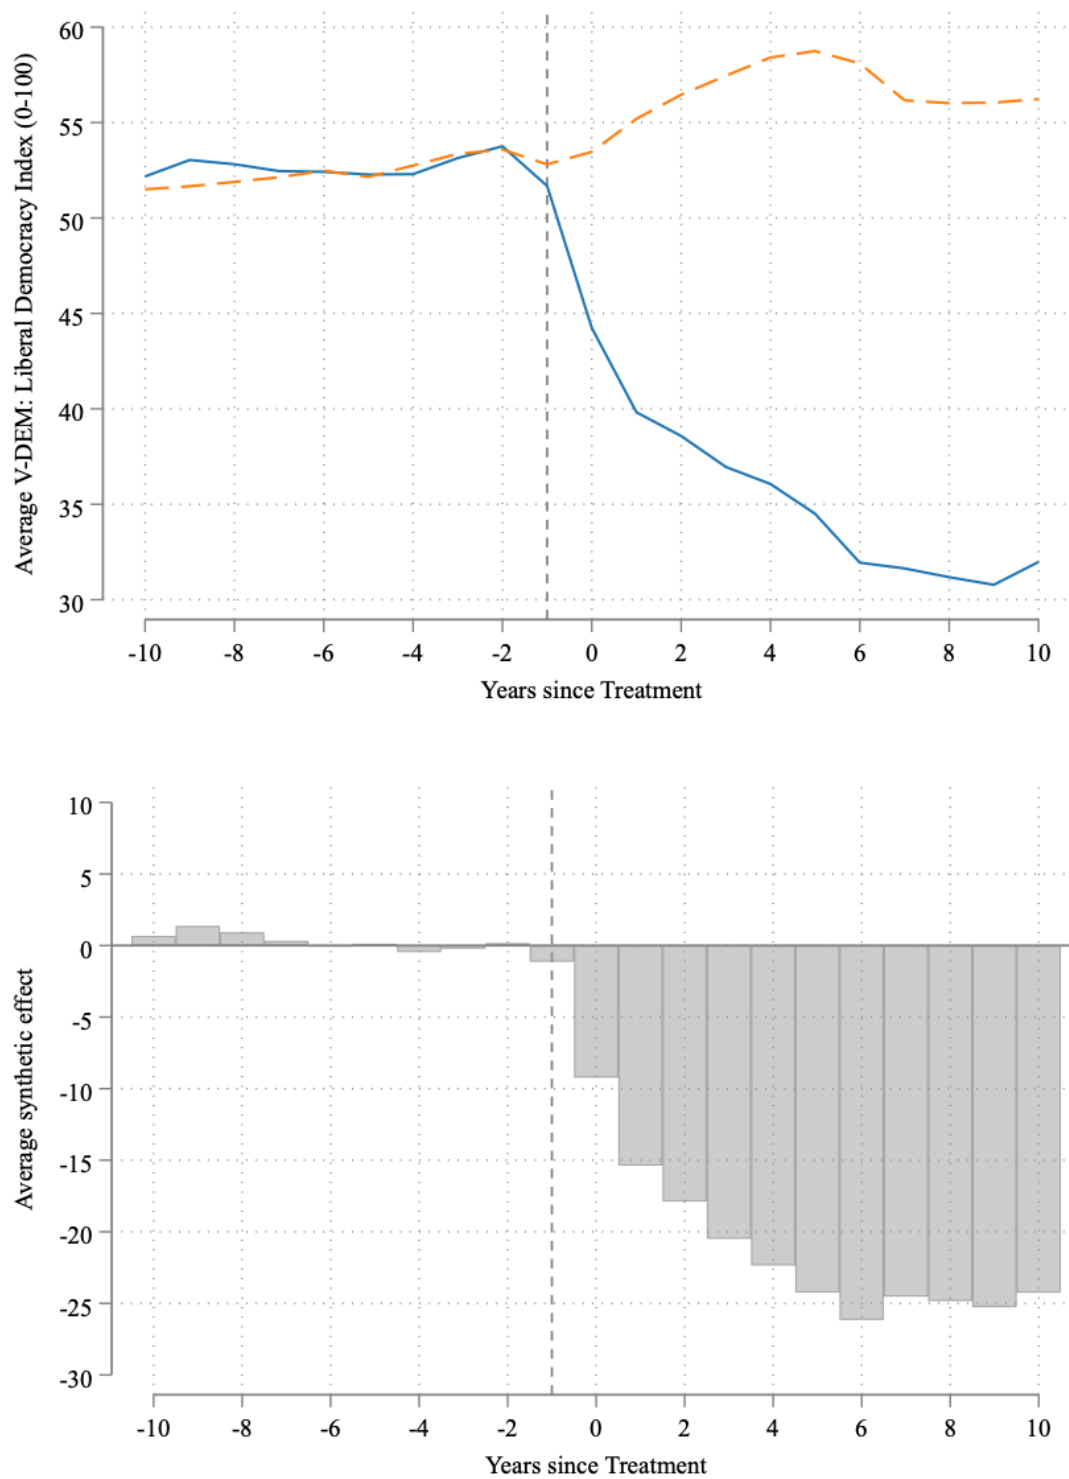 Average V-DEM: Liberal Democracy Index (0-100)
60
55
50
45
40
35
30
-10 -8 -6 -4 -2 0 2 4 6 8 10
Years since Treatment
Average synthetic effect
10
5
0
-5
-10
-15
-20
-25
-30
-10 -8 -6 -4 -2 0 2 4 6 8 10
Years since Treatment